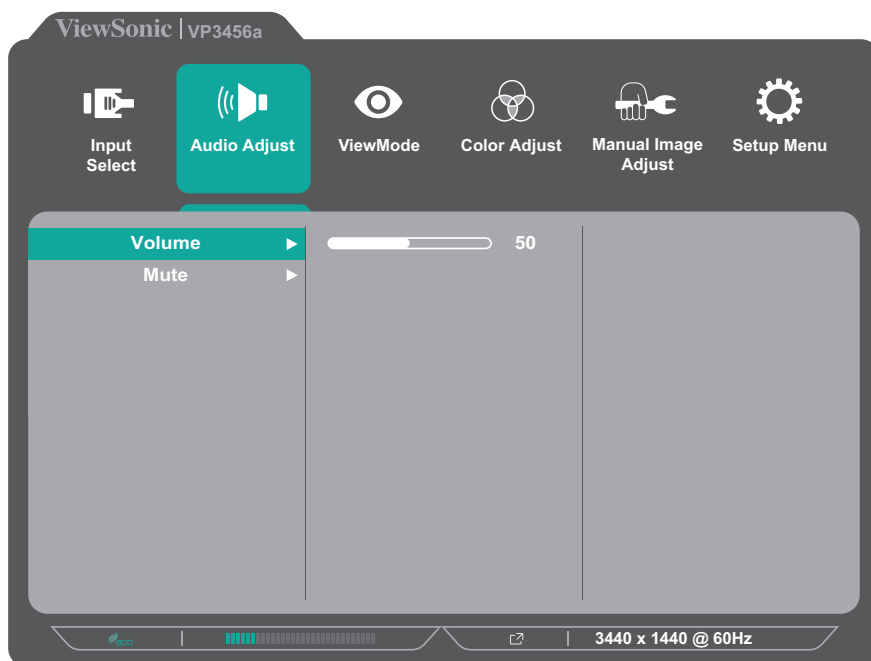 ViewSonic | VP3456a
Input Select
Audio Adjust
ViewMode
Color Adjust
Manual Image Adjust
Setup Menu
Volume 50
Mute
eco
3440 x 1440 @ 60Hz